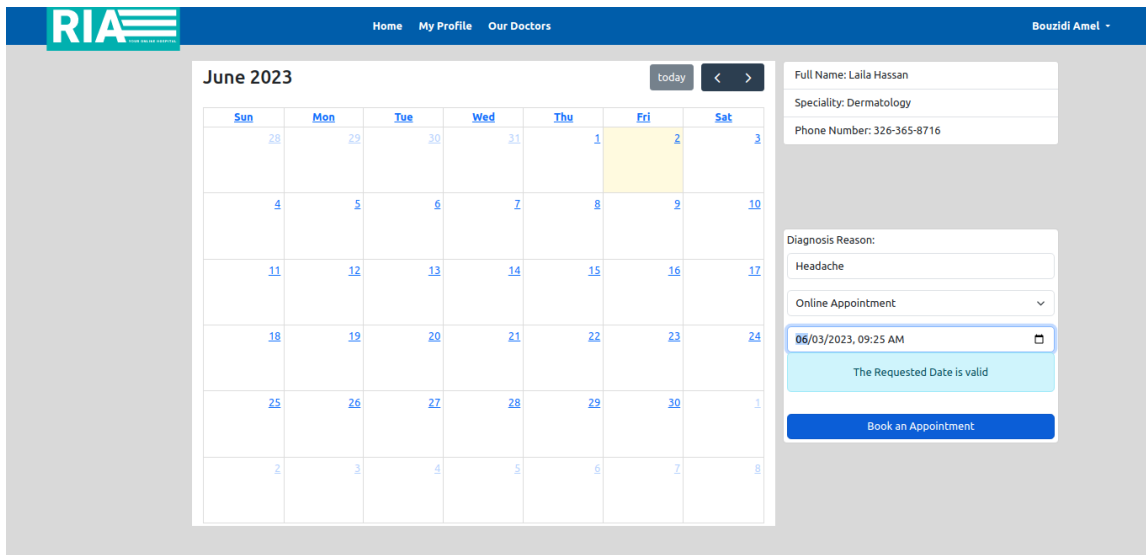 RIA
YOUR ONLINE HOSPITAL
Home My Profile Our Doctors
Bouzidi Amel
June 2023
today
Sun Mon Tue Wed Thu Fri Sat
28 29 30 31 1 2 3
4 5 6 7 8 9 10
11 12 13 14 15 16 17
18 19 20 21 22 23 24
25 26 27 28 29 30 1
2 3 4 5 6 7 8
Full Name: Laila Hassan
Speciality: Dermatology
Phone Number: 326-365-8716
Diagnosis Reason:
Headache
Online Appointment
06/03/2023, 09:25 AM
The Requested Date is valid
Book an Appointment